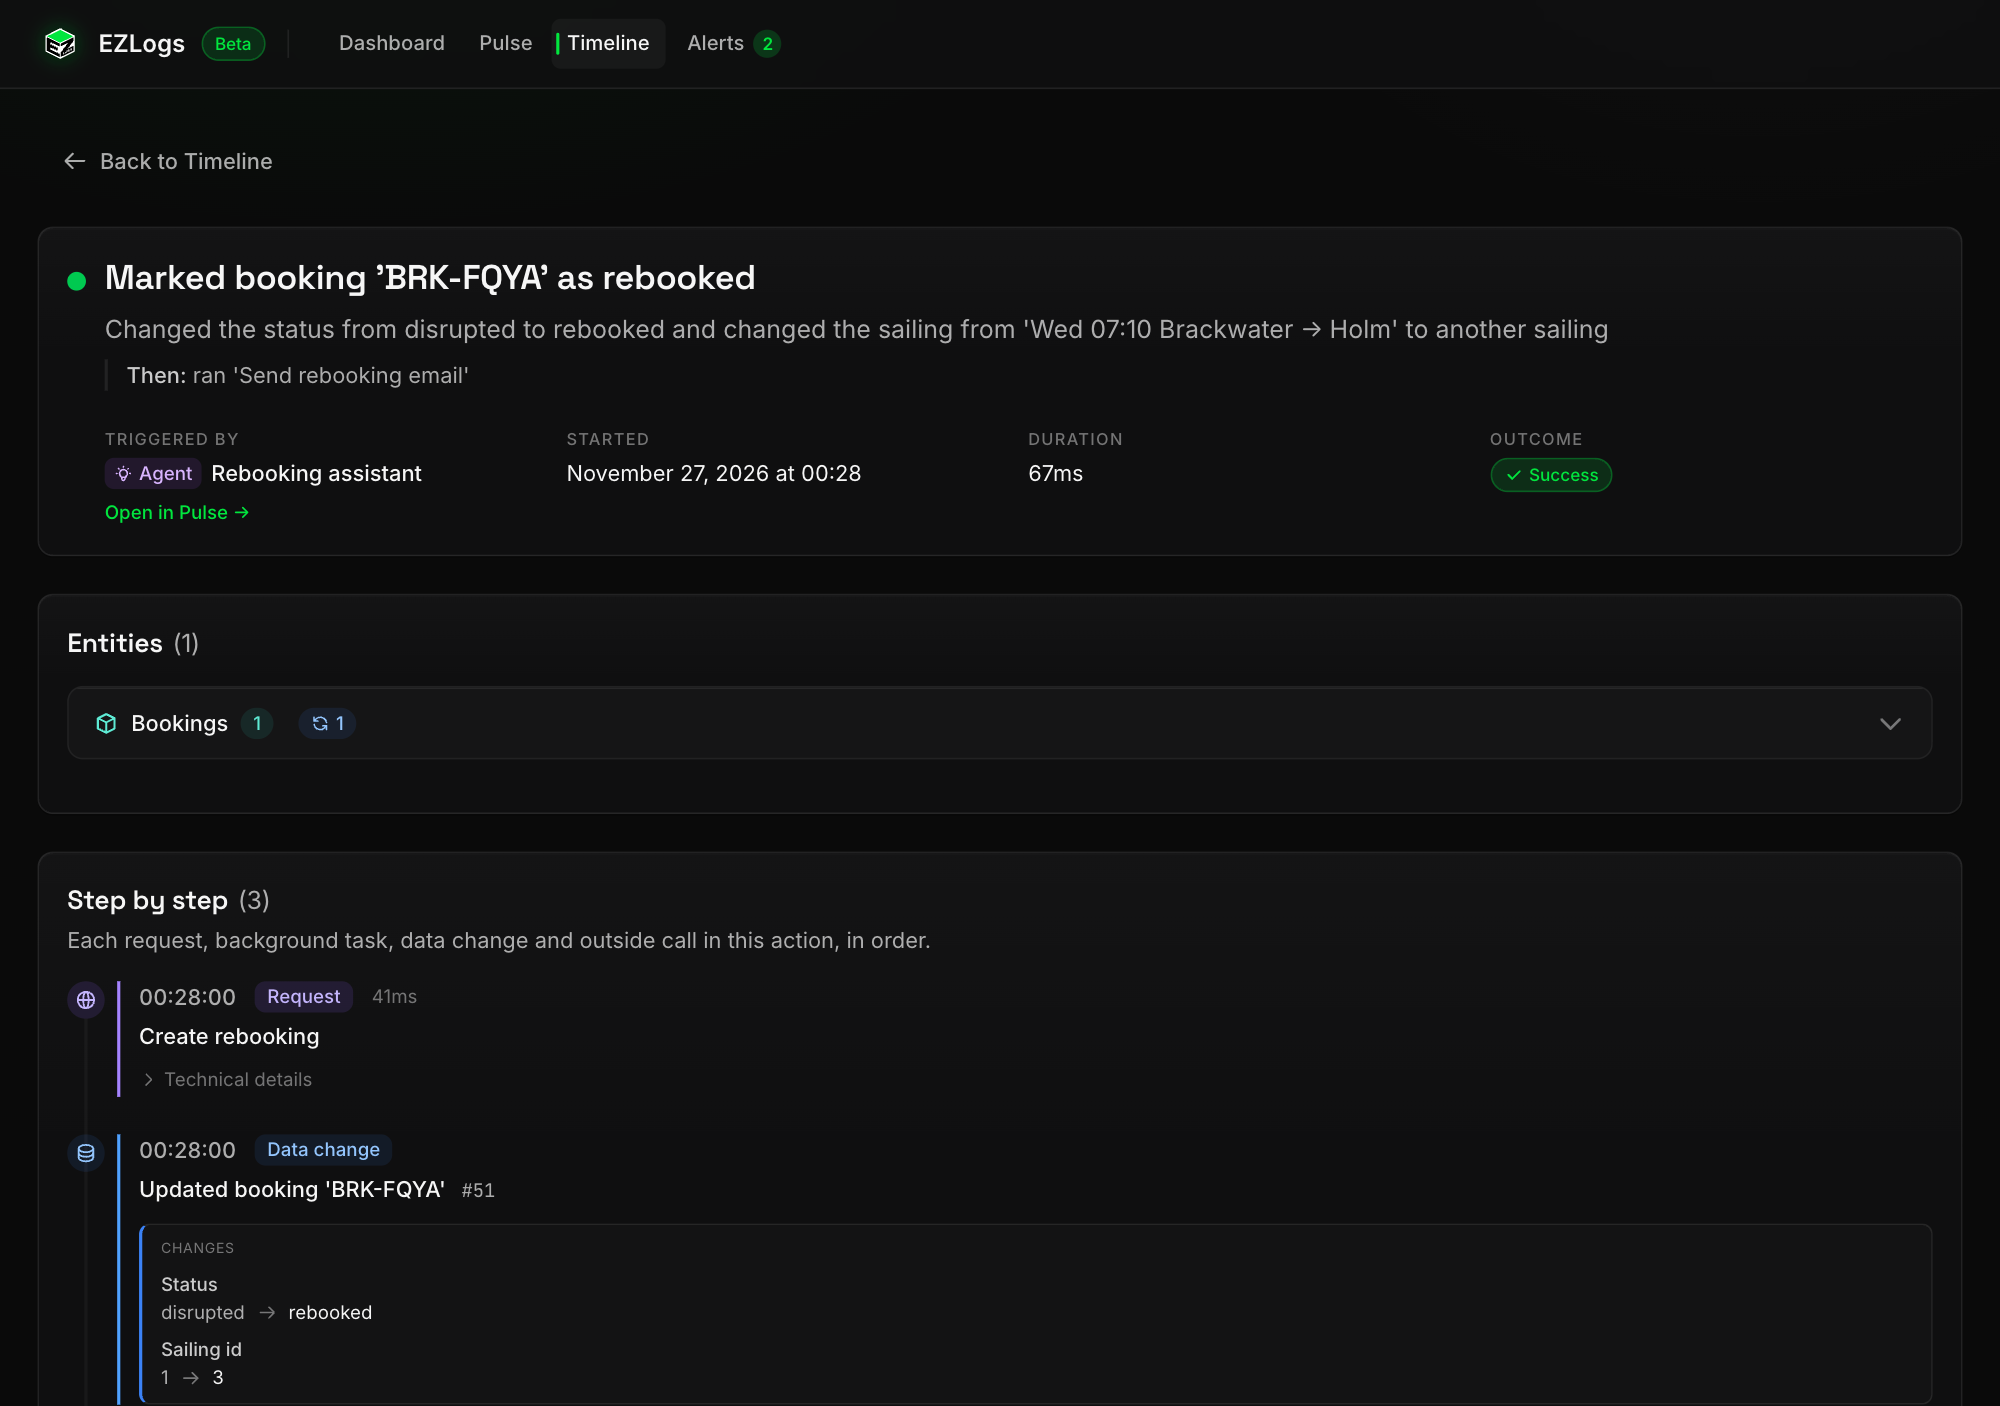 EZLogs Beta Dashboard Pulse Timeline Alerts 2
← Back to Timeline
Marked booking 'BRK-FQYA' as rebooked
Changed the status from disrupted to rebooked and changed the sailing from 'Wed 07:10 Brackwater → Holm' to another sailing
Then: ran 'Send rebooking email'
TRIGGERED BY STARTED DURATION OUTCOME
Agent Rebooking assistant November 27, 2026 at 00:28 67ms Success
Open in Pulse →
Entities (1)
Bookings 1 1
Step by step (3)
Each request, background task, data change and outside call in this action, in order.
00:28:00 Request 41ms
Create rebooking
Technical details
00:28:00 Data change
Updated booking 'BRK-FQYA' #51
CHANGES
Status
disrupted → rebooked
Sailing id
1 → 3